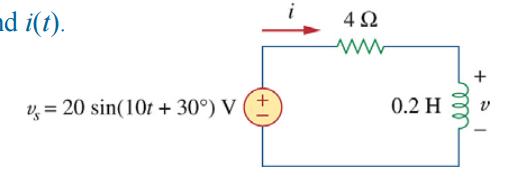 nd i(t).
i
4 Ω
vs = 20 sin(10t + 30°) V
+
0.2 H
+
v